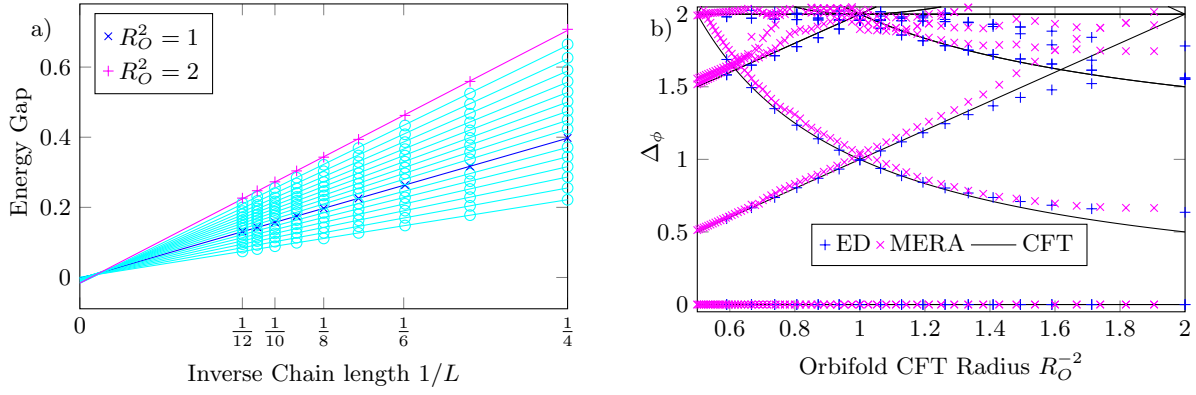 a)
× R_O^2 = 1
+ R_O^2 = 2
Energy Gap
0.6
0.4
0.2
0
0 1/12 1/10 1/8 1/6 1/4
Inverse Chain length 1/L
b)
Δ_ϕ
2
1.5
1
0.5
0
+ ED × MERA — CFT
0.6 0.8 1 1.2 1.4 1.6 1.8 2
Orbifold CFT Radius R_O^{-2}